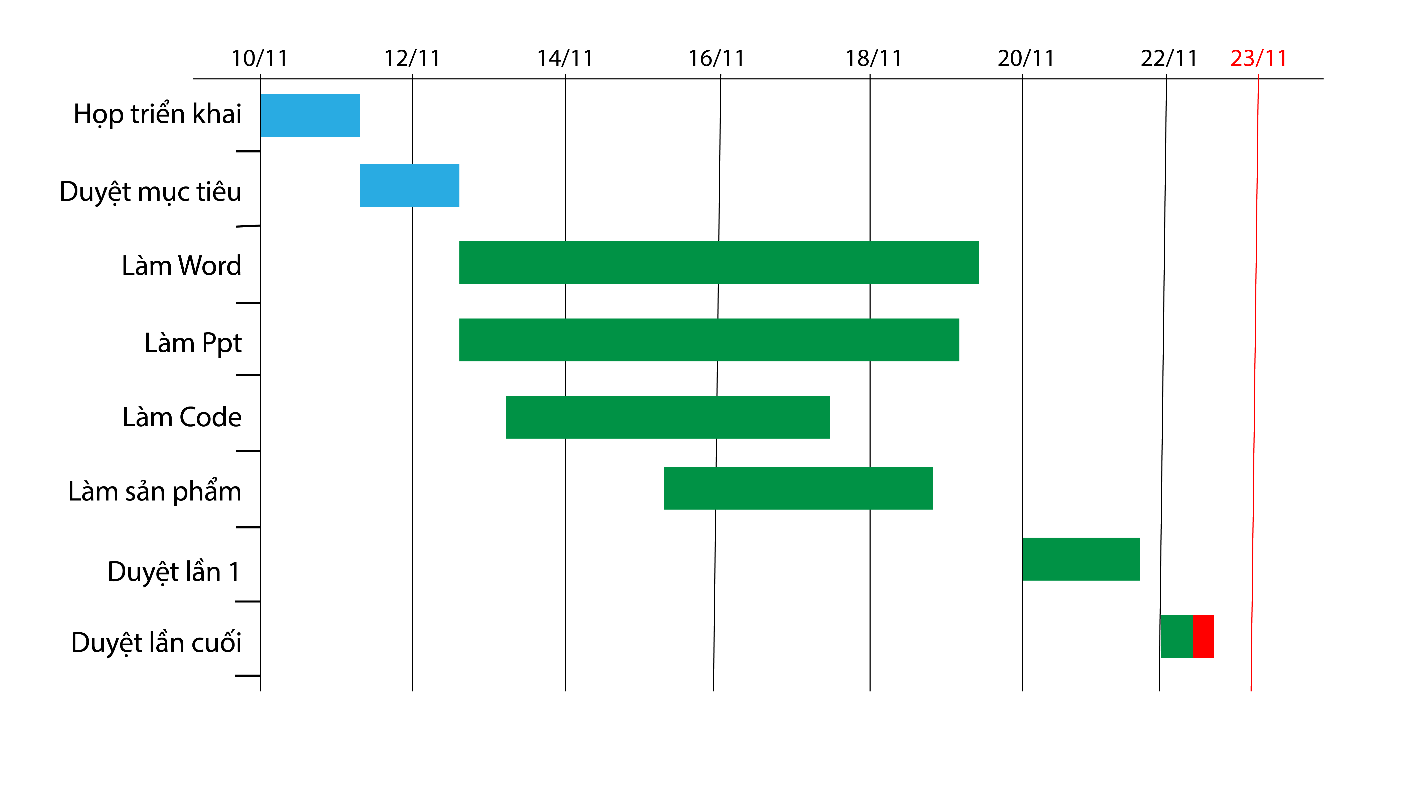 10/11 12/11 14/11 16/11 18/11 20/11 22/11 23/11
Họp triển khai
Duyệt mục tiêu
Làm Word
Làm Ppt
Làm Code
Làm sản phẩm
Duyệt lần 1
Duyệt lần cuối